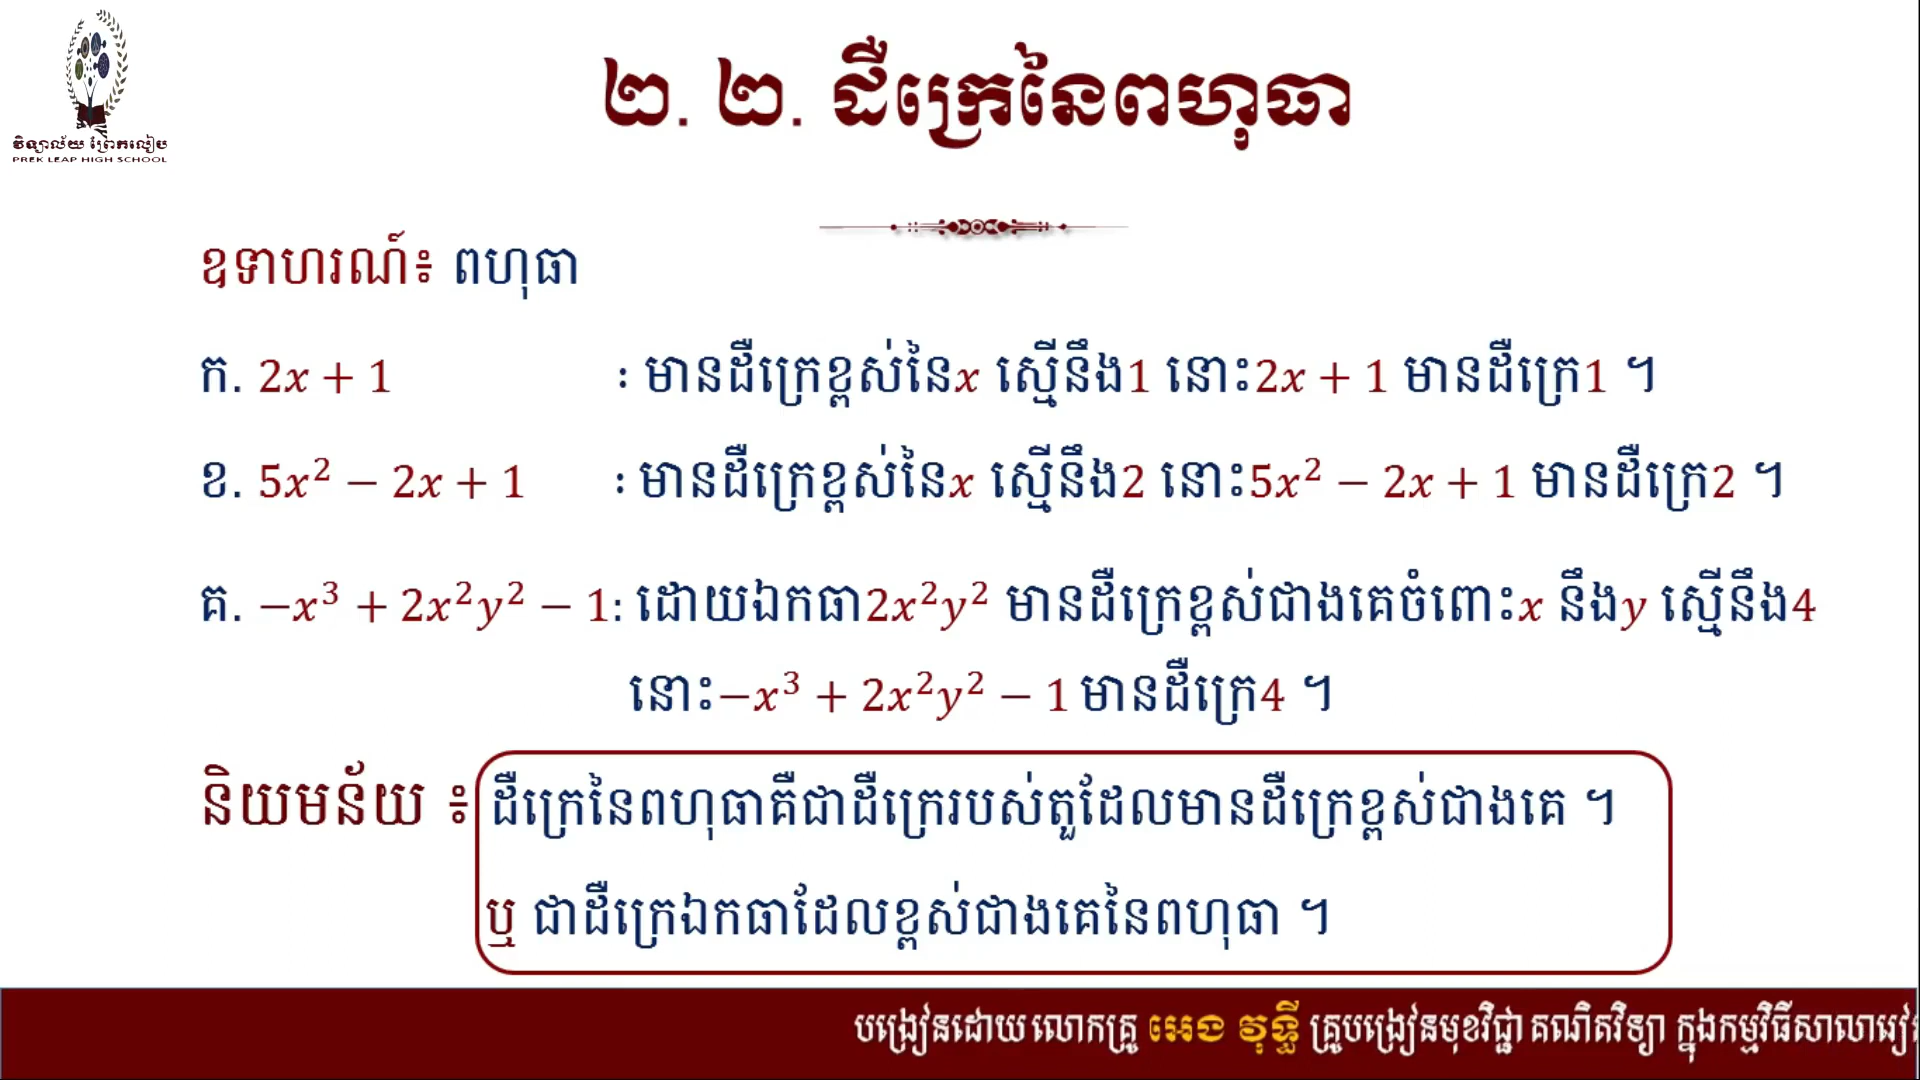 វិទ្យាល័យ ព្រែកលៀប
PREK LEAP HIGH SCHOOL
២. ២. ដឺក្រេនៃពហុធា
ឧទាហរណ៍៖ ពហុធា
ក. 2x + 1 : មានដឺក្រេខ្ពស់នៃx ស្មើនឹង1 នោះ2x + 1 មានដឺក្រេ1 ។
ខ. 5x² − 2x + 1 : មានដឺក្រេខ្ពស់នៃx ស្មើនឹង2 នោះ5x² − 2x + 1 មានដឺក្រេ2 ។
គ. −x³ + 2x²y² − 1: ដោយឯកធា2x²y² មានដឺក្រេខ្ពស់ជាងគេចំពោះx នឹងy ស្មើនឹង4
នោះ−x³ + 2x²y² − 1 មានដឺក្រេ4 ។
និយមន័យ ៖ ដឺក្រេនៃពហុធាគឺជាដឺក្រេរបស់តួដែលមានដឺក្រេខ្ពស់ជាងគេ ។
ឬ ជាដឺក្រេឯកធាដែលខ្ពស់ជាងគេនៃពហុធា ។
បង្រៀនដោយ លោកគ្រូ អេង វុទ្ធី គ្រូបង្រៀនមុខវិជ្ជា គណិតវិទ្យា ក្នុងកម្មវិធីសាលារៀ